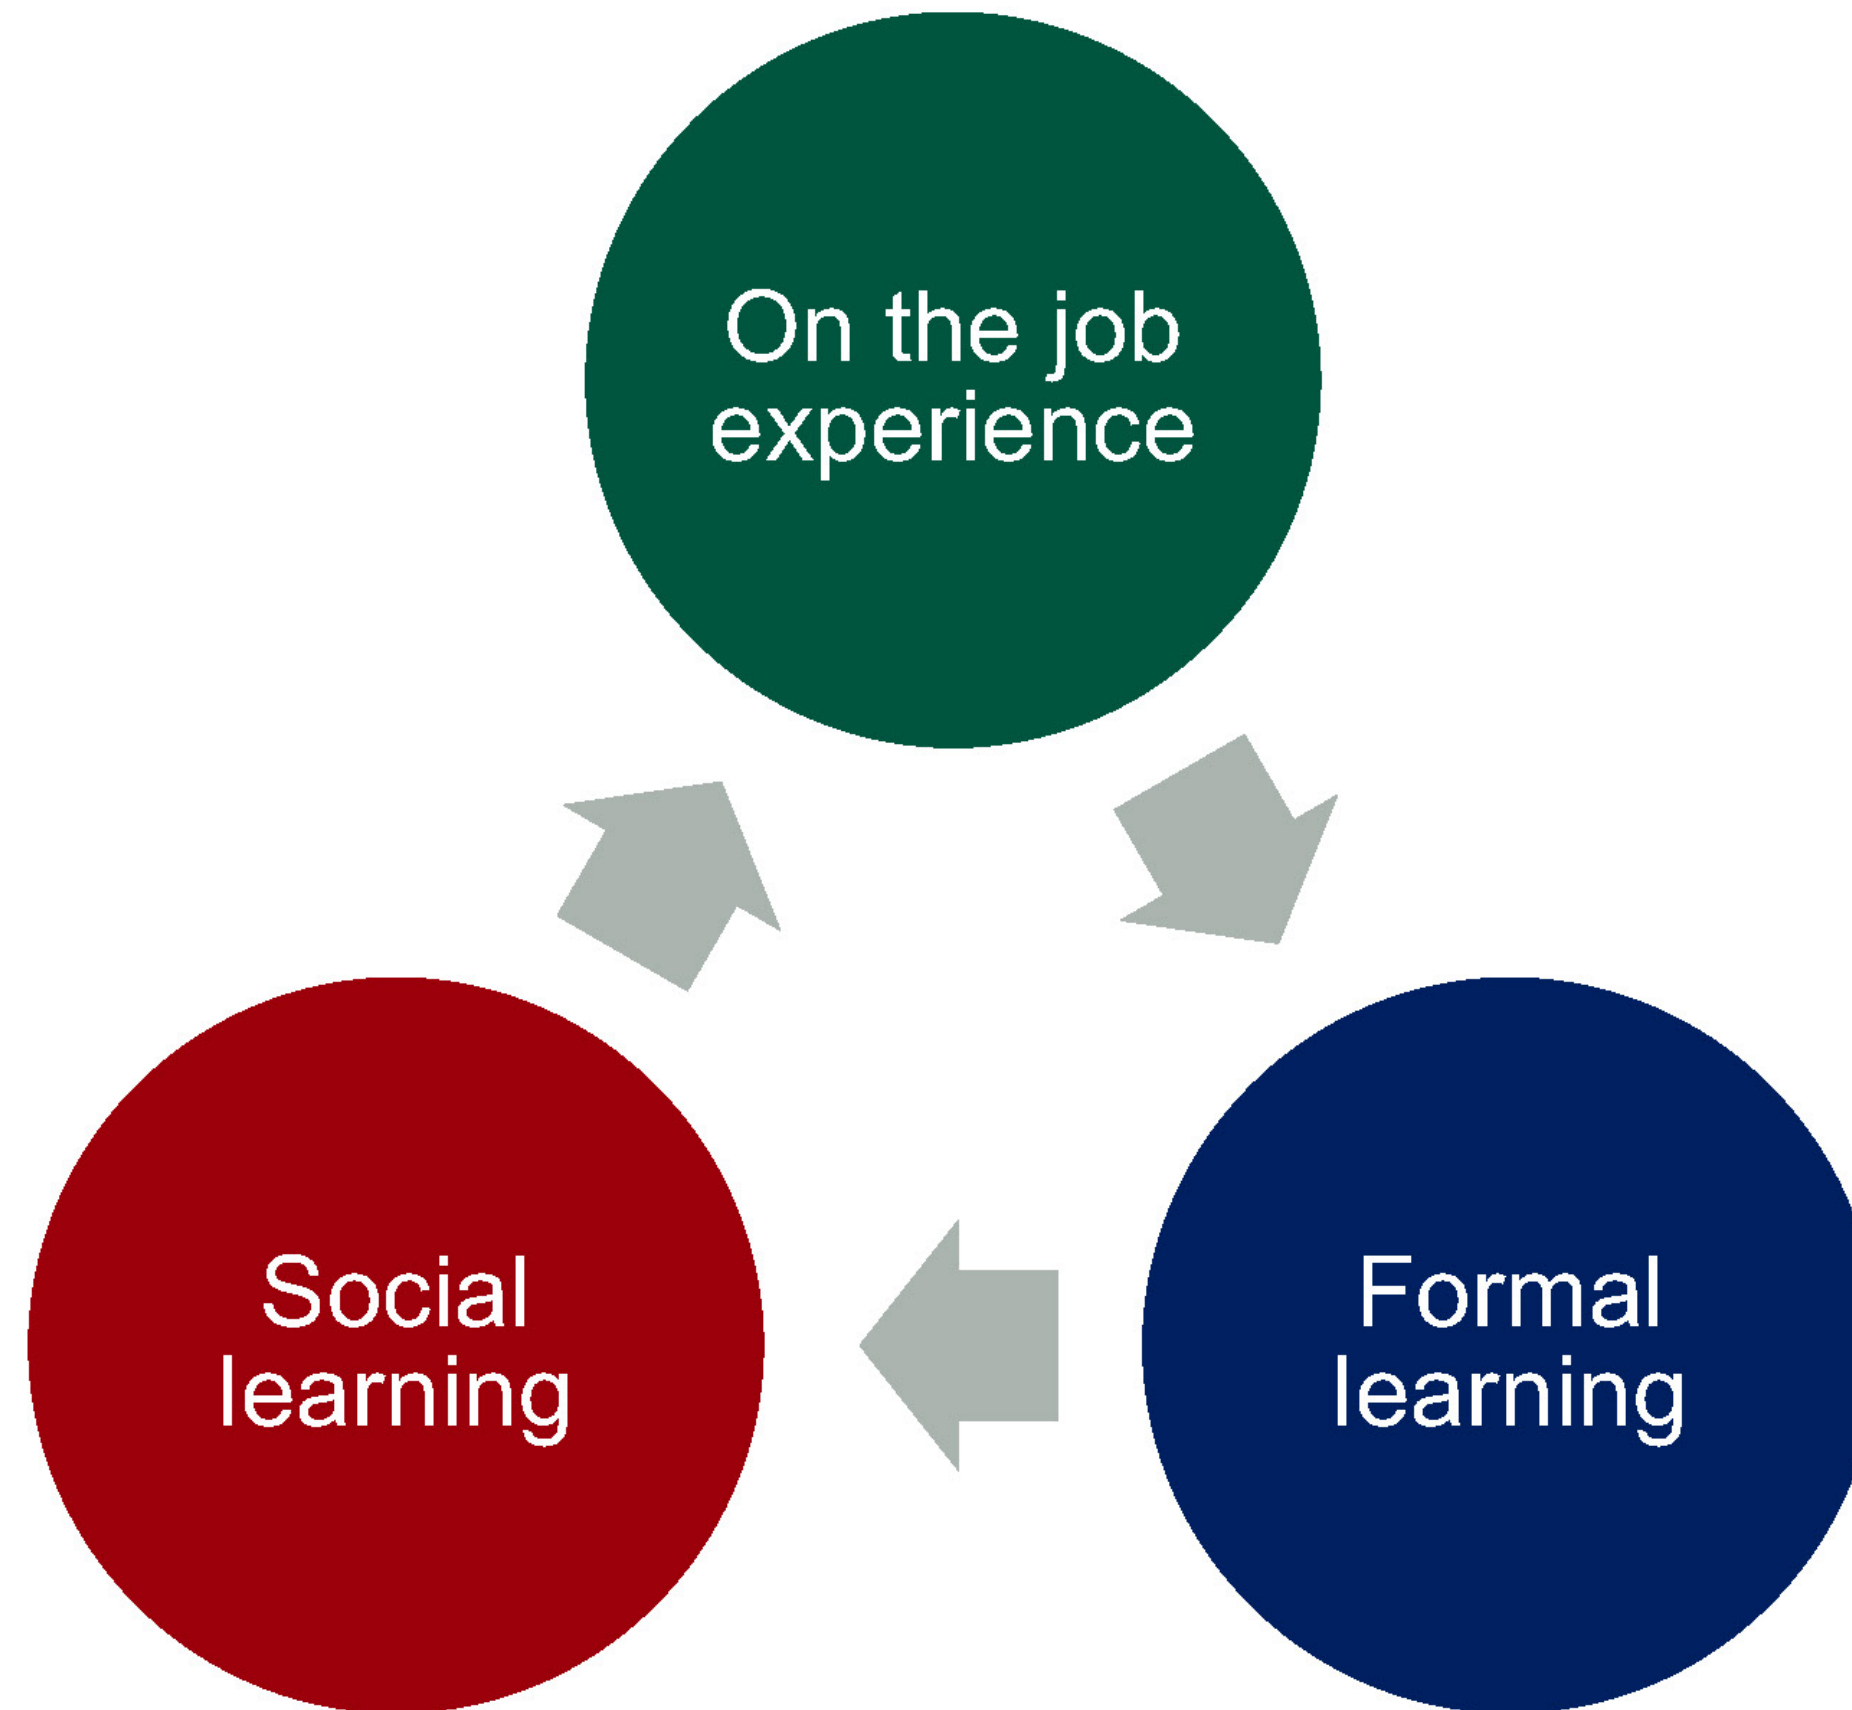 On the job
experience
Social
learning
Formal
learning